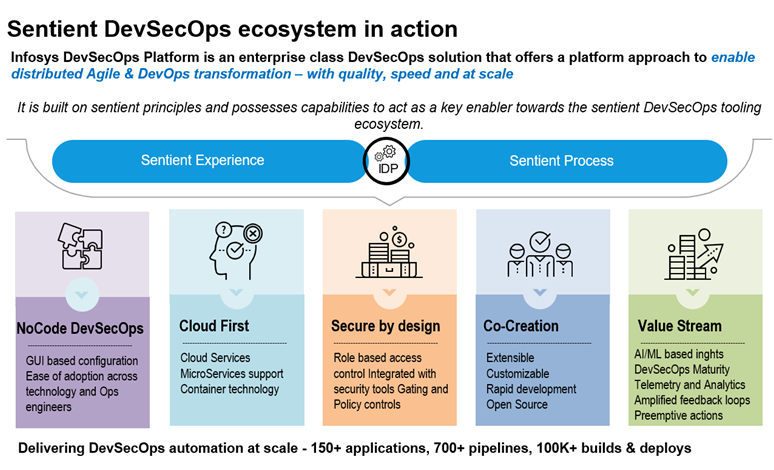 Sentient DevSecOps ecosystem in action
Infosys DevSecOps Platform is an enterprise class DevSecOps solution that offers a platform approach to enable
distributed Agile & DevOps transformation – with quality, speed and at scale
It is built on sentient principles and possesses capabilities to act as a key enabler towards the sentient DevSecOps tooling
ecosystem.
Sentient Experience
IDP
Sentient Process
NoCode DevSecOps
GUI based configuration
Ease of adoption across
technology and Ops
engineers
?
Cloud First
Cloud Services
MicroServices support
Container technology
$
Secure by design
Role based access
control Integrated with
security tools Gating and
Policy controls
Co-Creation
Extensible
Customizable
Rapid development
Open Source
Value Stream
AI/ML based inghts
DevSecOps Maturity
Telemetry and Analytics
Amplified feedback loops
Preemptive actions
Delivering DevSecOps automation at scale - 150+ applications, 700+ pipelines, 100K+ builds & deploys